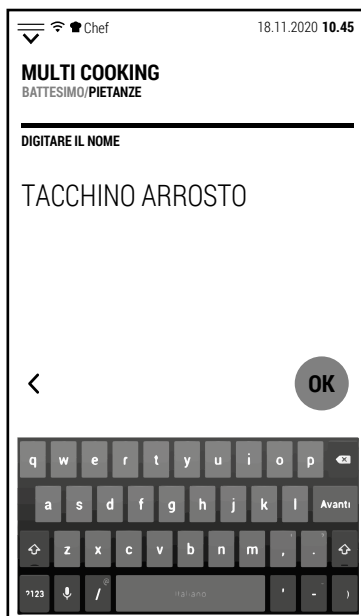 Chef 18.11.2020 10.45
MULTI COOKING
BATTESIMO/PIETANZE
DIGITARE IL NOME
TACCHINO ARROSTO
OK
q w e r t y u i o p
a s d f g h j k l Avanti
z x c v b n m , .
?123 / @ italiano ' - )